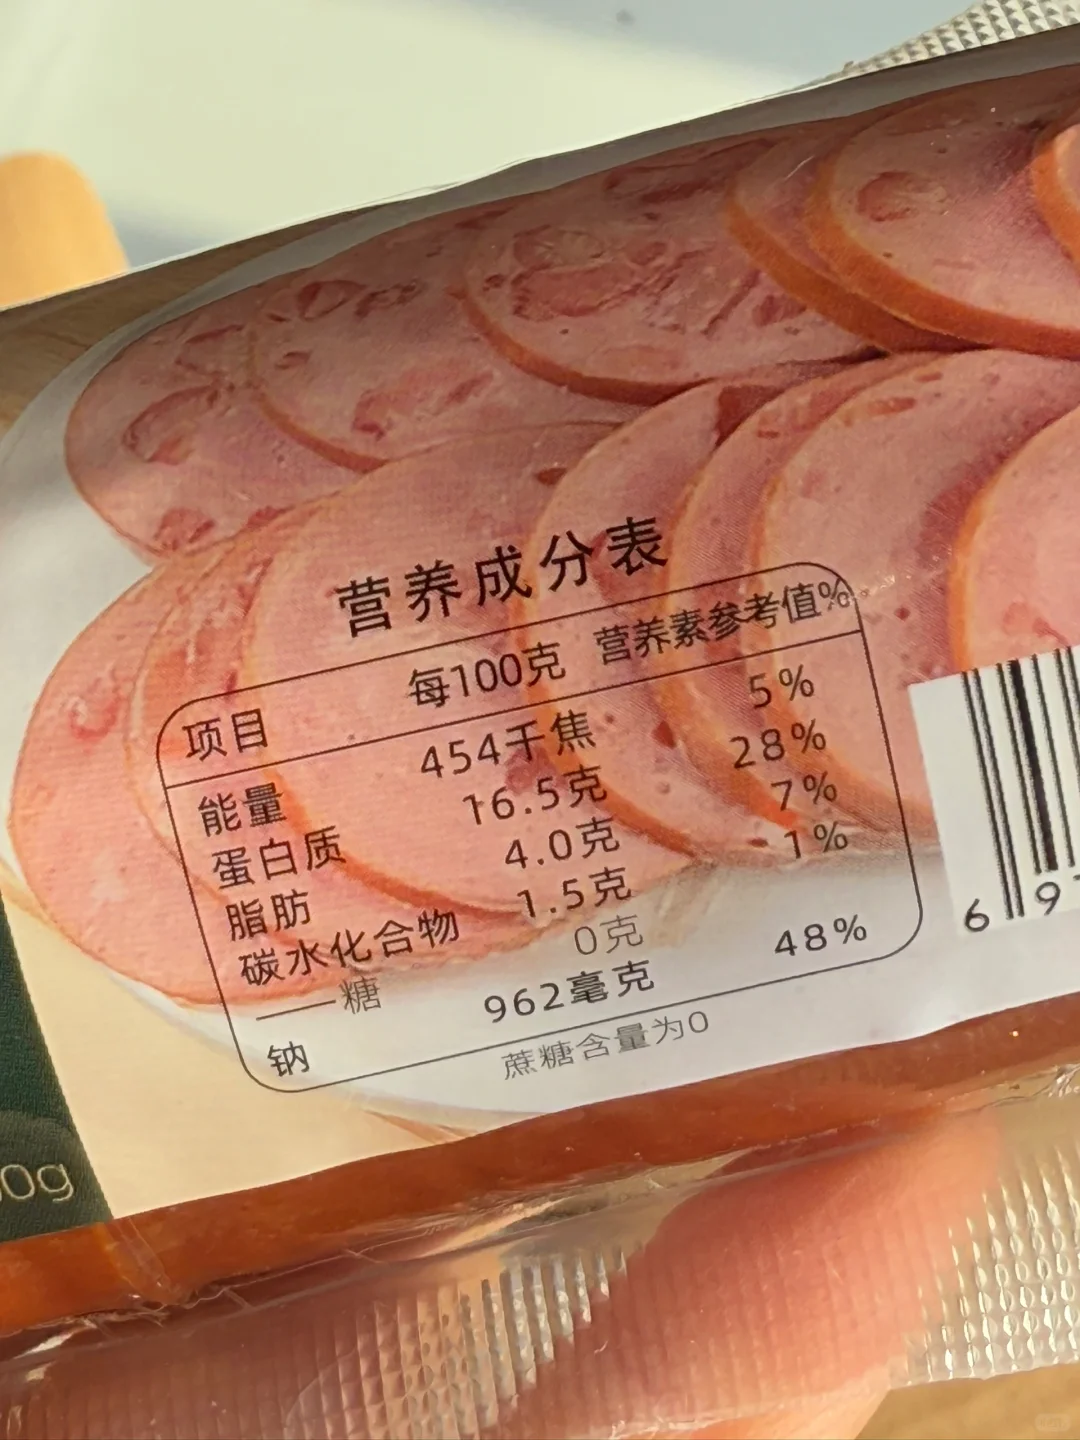 营养成分表
项目 每100克 营养素参考值%
能量 454千焦 5%
蛋白质 16.5克 28%
脂肪 4.0克 7%
碳水化合物 1.5克 1%
——糖 0克
钠 962毫克 48%
蔗糖含量为0
6 9
0g